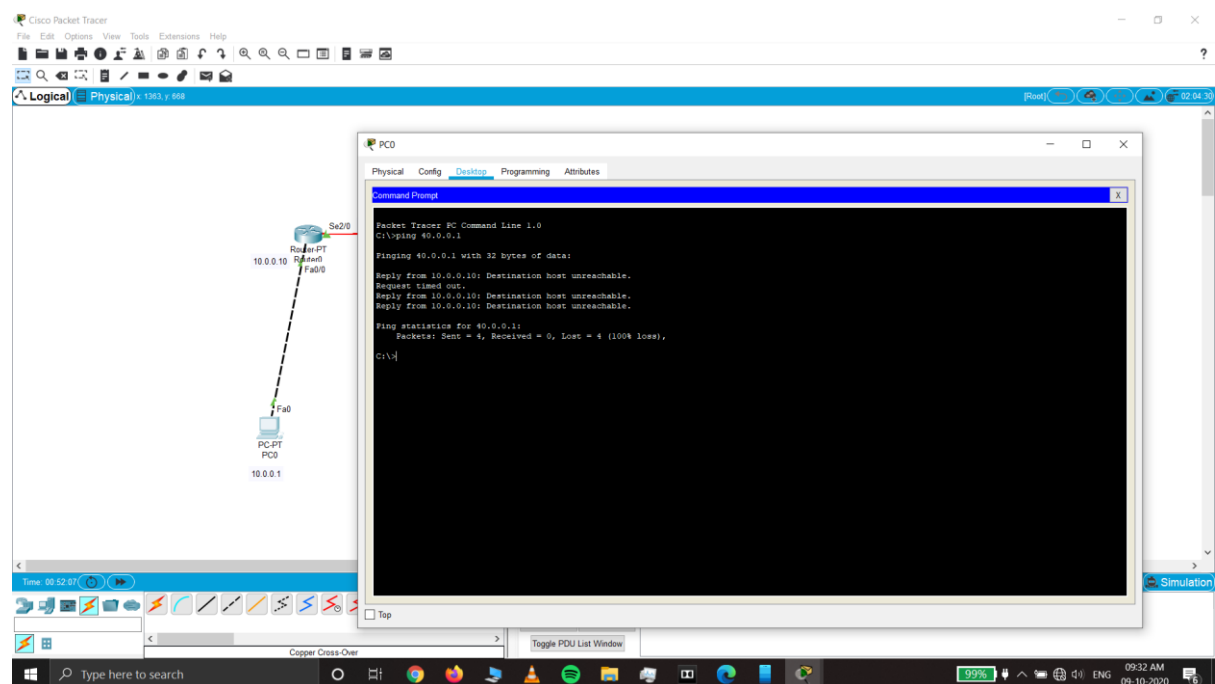 Cisco Packet Tracer
File Edit Options View Tools Extensions Help
?
Logical Physical x: 1363, y: 668 [Root] 02:04:30
PC0
Physical Config Desktop Programming Attributes
Command Prompt X
Packet Tracer PC Command Line 1.0
C:\>ping 40.0.0.1
Pinging 40.0.0.1 with 32 bytes of data:
Reply from 10.0.0.10: Destination host unreachable.
Request timed out.
Reply from 10.0.0.10: Destination host unreachable.
Reply from 10.0.0.10: Destination host unreachable.
Ping statistics for 40.0.0.1:
Packets: Sent = 4, Received = 0, Lost = 4 (100% loss),
C:\>
Se2/0
Router-PT
10.0.0.10 Router0
Fa0/0
Fa0
PC-PT
PC0
10.0.0.1
Time: 00:52:07 Simulation
Top
Toggle PDU List Window
Copper Cross-Over
Type here to search 99% ENG 09:32 AM
09-10-2020 6